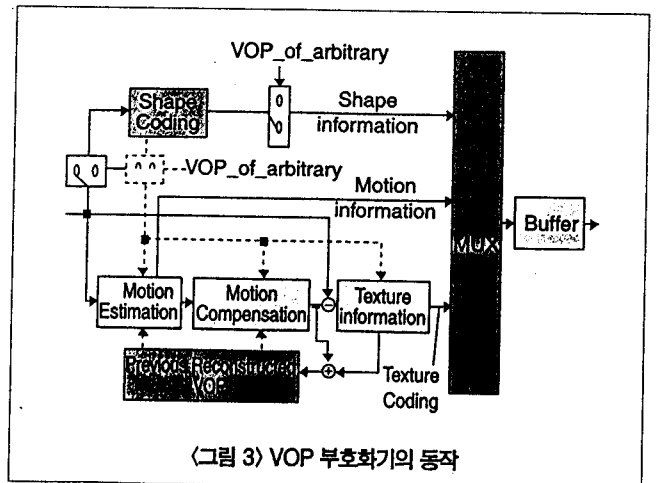 VOP_of_arbitrary
Shape
Coding
Shape
information
VOP_of_arbitrary
Motion
information
MUX
Buffer
Motion
Estimation
Motion
Compensation
Texture
information
Previous Reconstructed
VOP
Texture
Coding
〈그림 3〉 VOP 부호화기의 동작